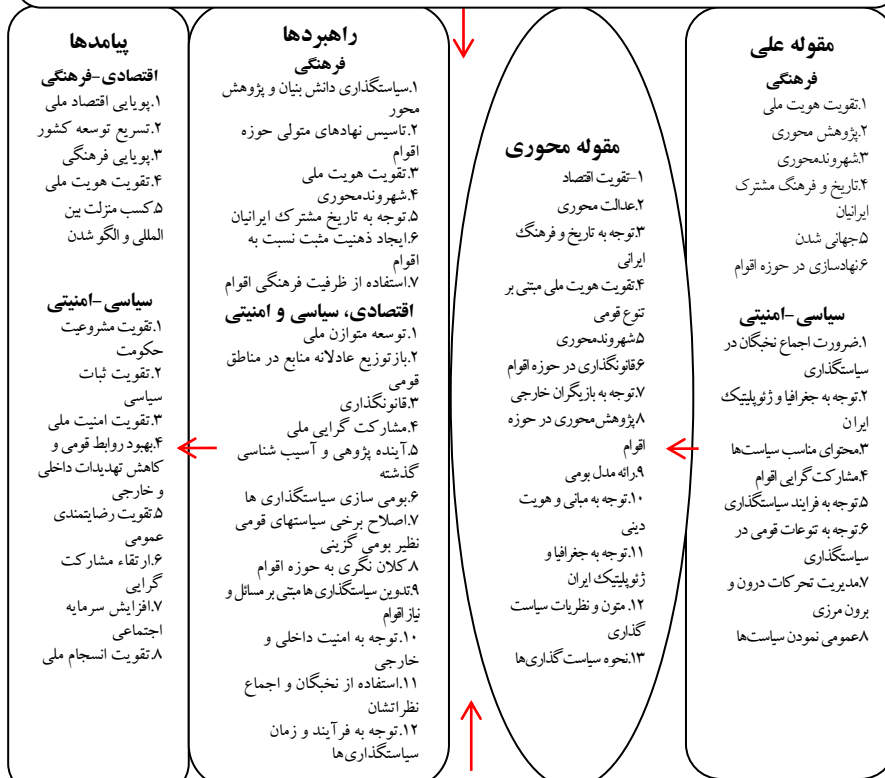 مقوله علی
فرهنگی
۱.تقویت هویت ملی
۲.پژوهش محوری
۳.شهروندمحوری
۴.تاریخ و فرهنگ مشترک
ایرانیان
۵.جهانی شدن
۶.نهادسازی در حوزه اقوام
سیاسی-امنیتی
۱.ضرورت اجماع نخبگان در
سیاستگذاری
۲.توجه به جغرافیا و ژئوپلیتیک
ایران
۳.محتوای مناسب سیاست‌ها
۴.مشارکت‌گرایی اقوام
۵.توجه به فرایند سیاستگذاری
۶.توجه به تنوعات قومی در
سیاستگذاری
۷.مدیریت تحرکات درون و
برون مرزی
۸.عمومی نمودن سیاست‌ها
مقوله محوری
۱-تقویت اقتصاد
۲.عدالت محوری
۳.توجه به تاریخ و فرهنگ
ایرانی
۴.تقویت هویت ملی مبتنی بر
تنوع قومی
۵.شهروندمحوری
۶.قانونگذاری در حوزه اقوام
۷.توجه به بازیگران خارجی
۸.پژوهش‌محوری در حوزه
اقوام
۹.رائه مدل بومی
۱۰.توجه به مبانی و هویت
دینی
۱۱.توجه به جغرافیا و
ژئوپلیتیک ایران
۱۲. متون و نظریات سیاست
گذاری
۱۳.نحوه سیاست گذاری‌ها
راهبردها
فرهنگی
۱.سیاستگذاری دانش بنیان و پژوهش
محور
۲.تاسیس نهادهای متولی حوزه
اقوام
۳.تقویت هویت ملی
۴.شهروندمحوری
۵.توجه به تاریخ مشترک ایرانیان
۶.ایجاد ذهنیت مثبت نسبت به
اقوام
۷.استفاده از ظرفیت فرهنگی اقوام
اقتصادی، سیاسی و امنیتی
۱.توسعه متوازن ملی
۲.باز توزیع عادلانه منابع در مناطق
قومی
۳.قانونگذاری
۴.مشارکت گرایی ملی
۵.آینده پژوهی و آسیب شناسی
گذشته
۶.بومی سازی سیاستگذاری ها
۷.اصلاح برخی سیاستهای قومی
نظیر بومی گزینی
۸.کلان نگری به حوزه اقوام
۹.تدوین سیاستگذاری ها مبتنی بر مسائل و
نیاز اقوام
۱۰.توجه به امنیت داخلی و
خارجی
۱۱.استفاده از نخبگان و اجماع
نظراتشان
۱۲.توجه به فرآیند و زمان
سیاستگذاری‌ها
پیامدها
اقتصادی-فرهنگی
۱.پویایی اقتصاد ملی
۲.تسریع توسعه کشور
۳.پویایی فرهنگی
۴.تقویت هویت ملی
۵.کسب منزلت بین
المللی و الگو شدن
سیاسی-امنیتی
۱.تقویت مشروعیت
حکومت
۲.تقویت ثبات
سیاسی
۳.تقویت امنیت ملی
۴.بهبود روابط قومی و
کاهش تهدیدات داخلی
و خارجی
۵.تقویت رضایتمندی
عمومی
۶.ارتقاء مشارکت
گرایی
۷.افزایش سرمایه
اجتماعی
۸.تقویت انسجام ملی